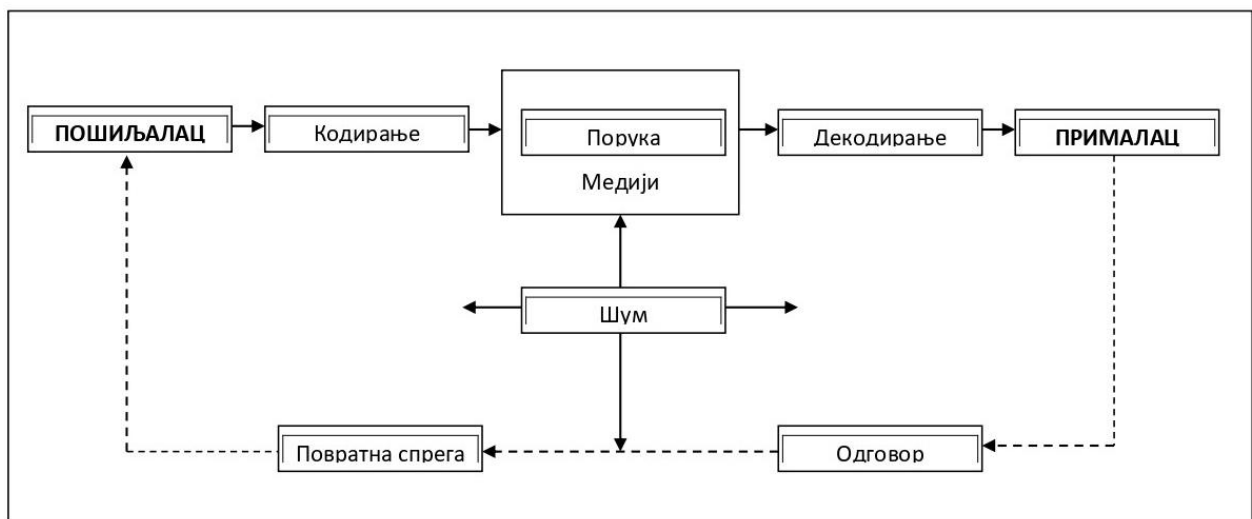 ПОШИЉАЛАЦ
Кодирање
Порука
Медији
Декодирање
ПРИМАЛАЦ
Шум
Повратна спрега
Одговор